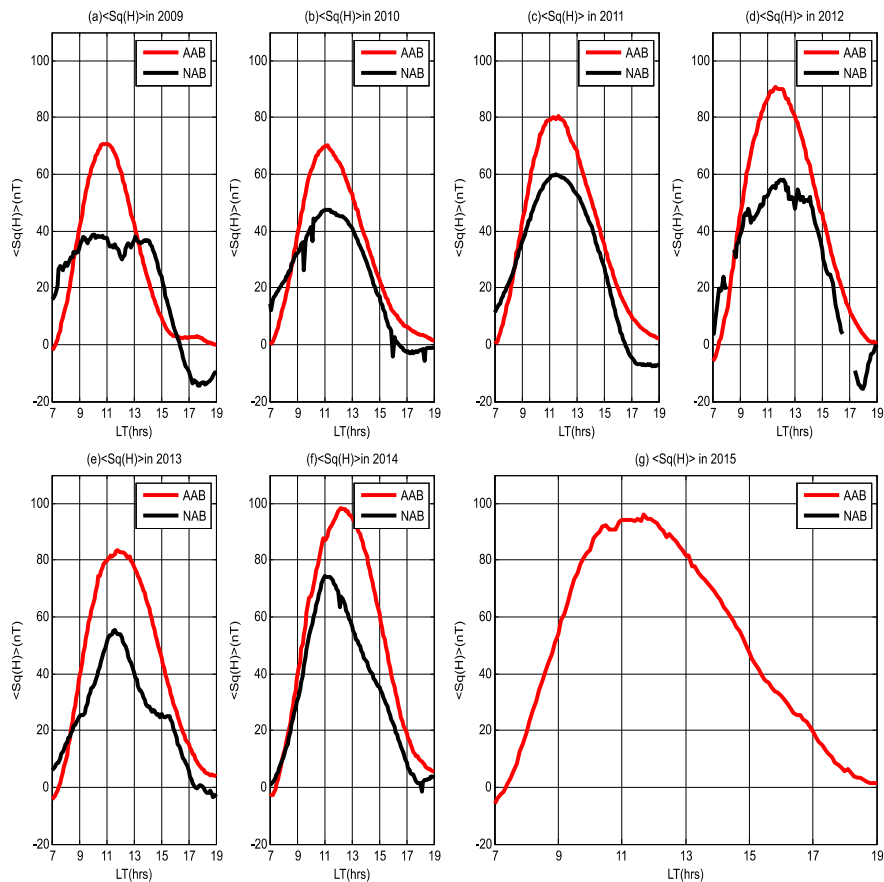 (a)<Sq(H)>in 2009
(b)<Sq(H)>in 2010
(c)<Sq(H)> in 2011
(d)<Sq(H)> in 2012
AAB
NAB
AAB
NAB
AAB
NAB
AAB
NAB
<Sq(H)>(nT)
100
80
60
40
20
0
-20
7 9 11 13 15 17 19
LT(hrs)
<Sq(H)>(nT)
100
80
60
40
20
0
-20
7 9 11 13 15 17 19
LT(hrs)
<Sq(H)>(nT)
100
80
60
40
20
0
-20
7 9 11 13 15 17 19
LT(hrs)
<Sq(H)>(nT)
100
80
60
40
20
0
-20
7 9 11 13 15 17 19
LT(hrs)
(e)<Sq(H)>in 2013
(f)<Sq(H)>in 2014
(g) <Sq(H)> in 2015
AAB
NAB
AAB
NAB
AAB
NAB
<Sq(H)>(nT)
100
80
60
40
20
0
-20
7 9 11 13 15 17 19
LT(hrs)
<Sq(H)>(nT)
100
80
60
40
20
0
-20
7 9 11 13 15 17 19
LT(hrs)
<Sq(H)>(nT)
100
80
60
40
20
0
-20
7 9 11 13 15 17 19
LT(hrs)